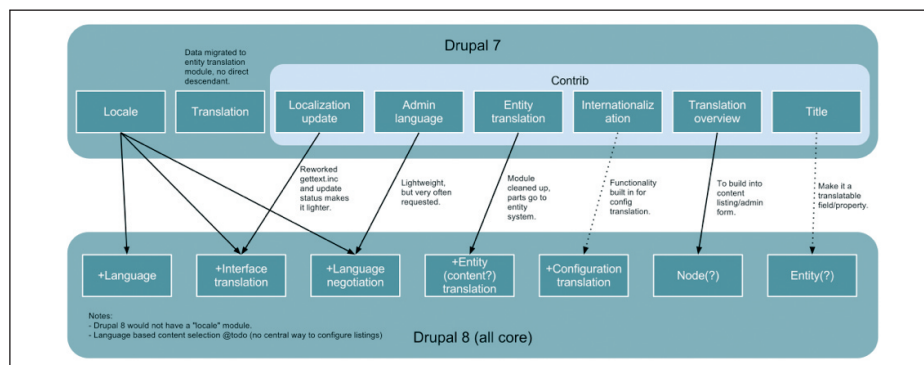 Drupal 7
Data migrated to
entity translation
module, no direct
descendant.
Contrib
Locale
Translation
Localization
update
Admin
language
Entity
translation
Internationaliz
ation
Translation
overview
Title
Reworked
gettext.inc
and update
status makes
it lighter.
Lightweight,
but very often
requested.
Module
cleaned up,
parts go to
entity
system.
Functionality
built in for
config
translation.
To build into
content
listing/admin
form.
Make it a
translatable
field/property.
+Language
+Interface
translation
+Language
negotiation
+Entity
(content?)
translation
+Configuration
translation
Node(?)
Entity(?)
Notes:
- Drupal 8 would not have a "locale" module.
- Language based content selection @todo (no central way to configure listings)
Drupal 8 (all core)